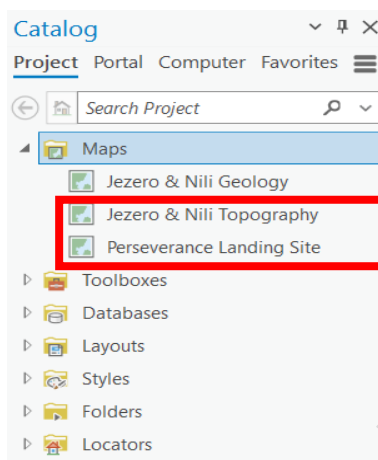 Catalog
Project Portal Computer Favorites
Search Project
Maps
Jezero & Nili Geology
Jezero & Nili Topography
Perseverance Landing Site
Toolboxes
Databases
Layouts
Styles
Folders
Locators